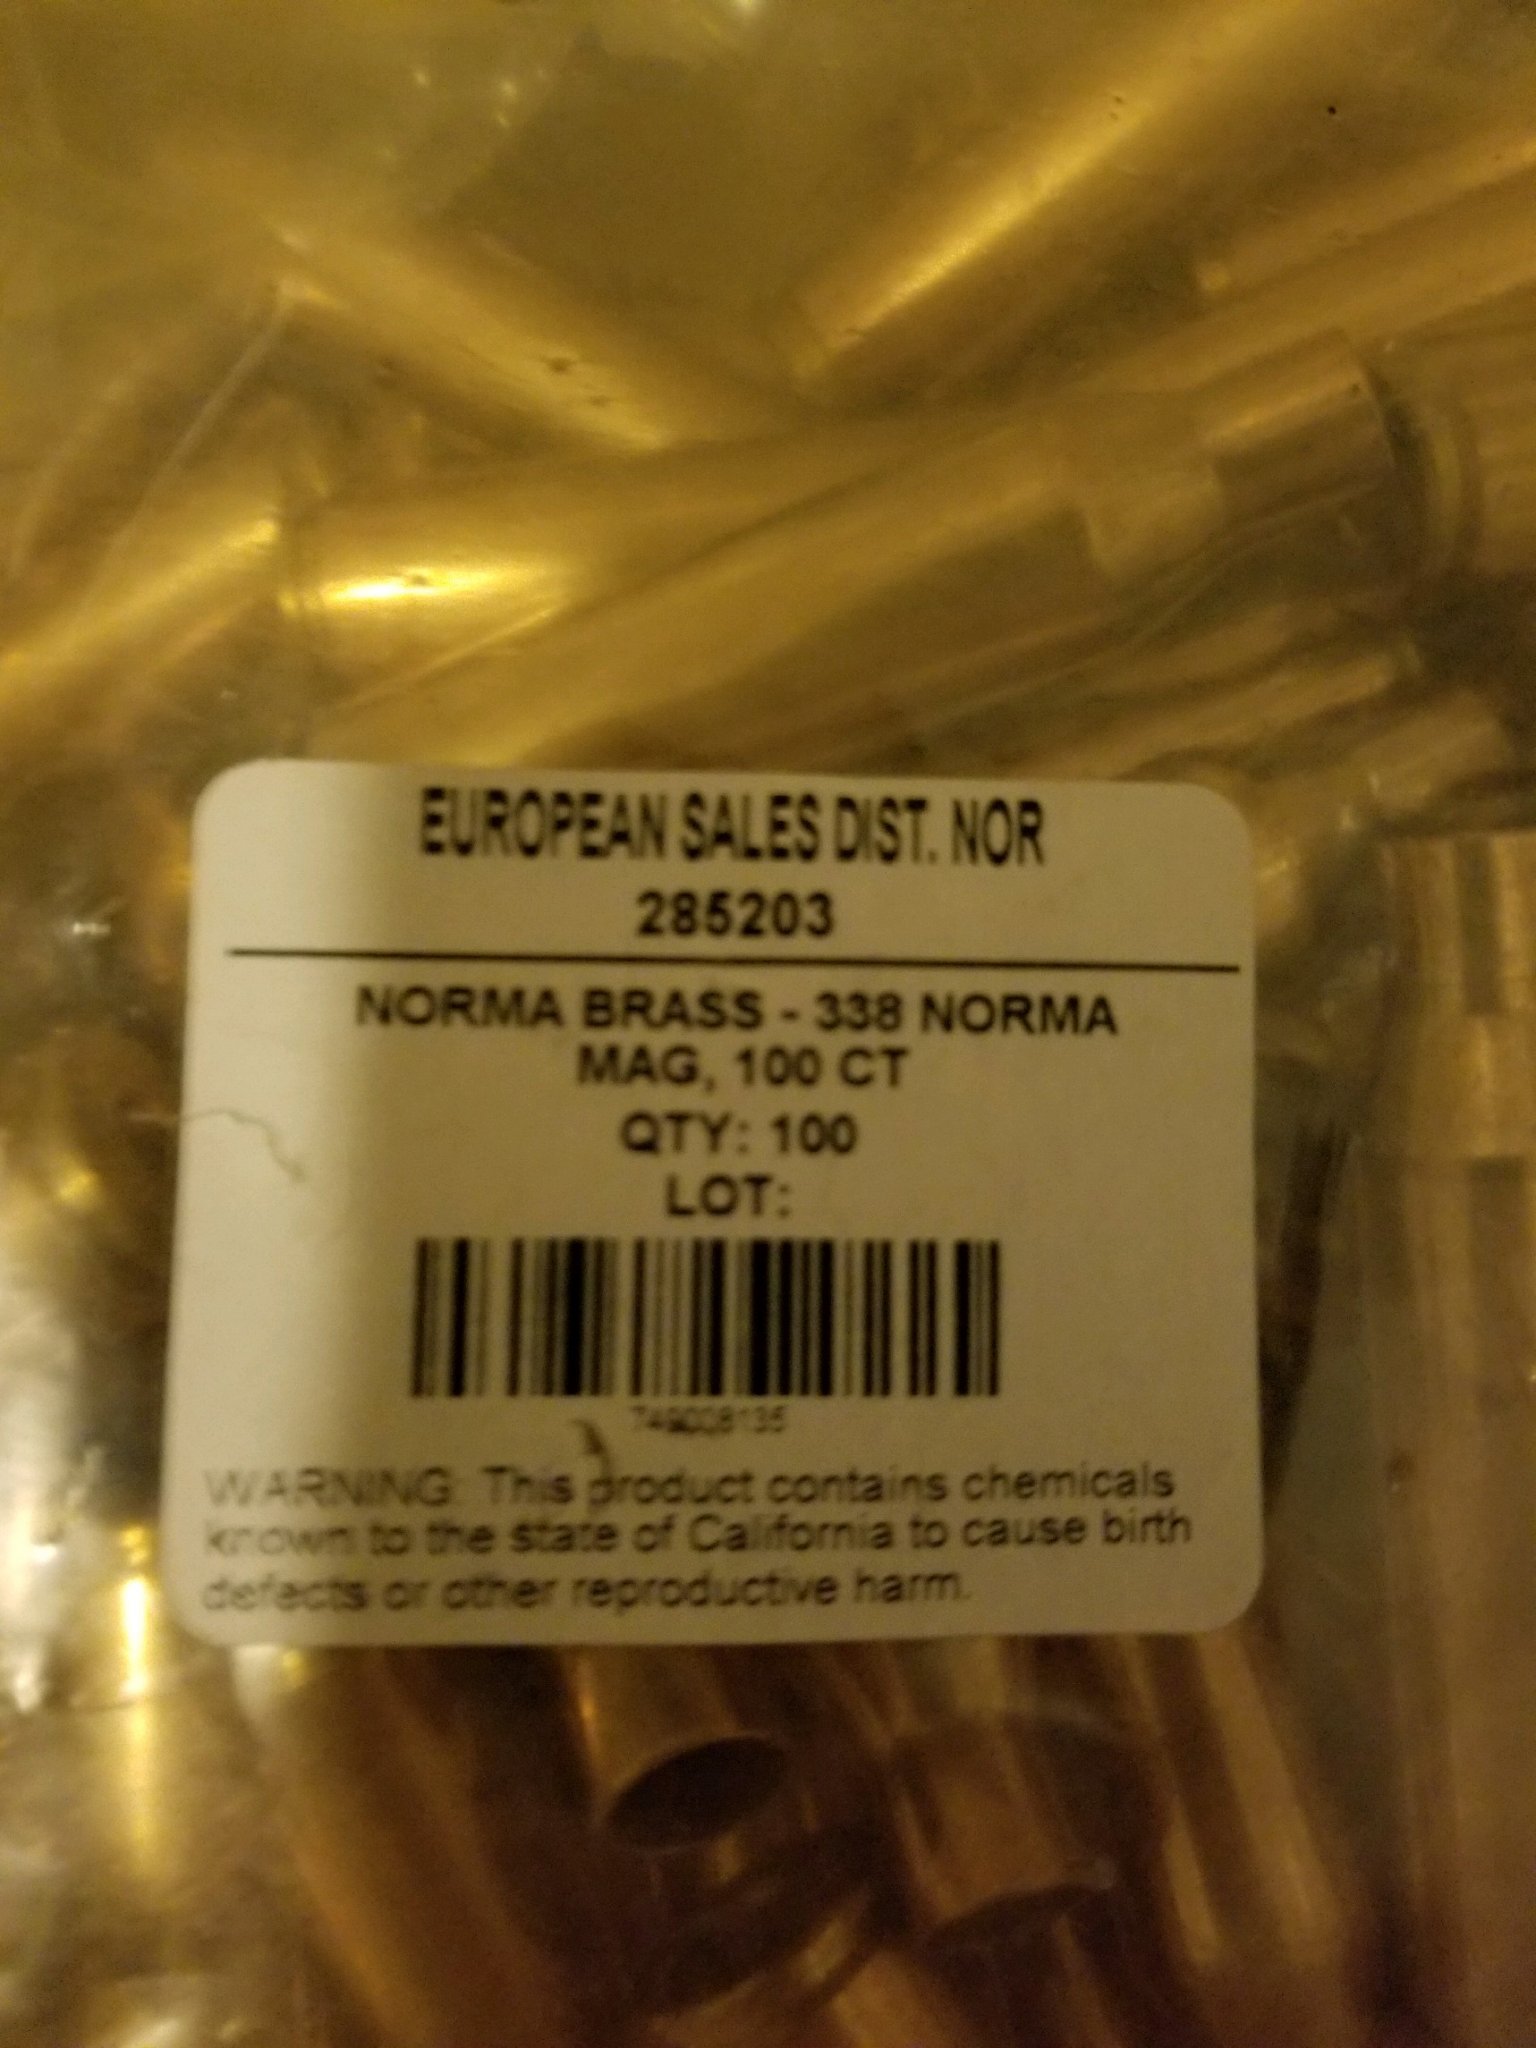 EUROPEAN SALES DIST. NOR
285203
NORMA BRASS - 338 NORMA
MAG, 100 CT
QTY: 100
LOT:
749008135
WARNING: This product contains chemicals
known to the state of California to cause birth
defects or other reproductive harm.